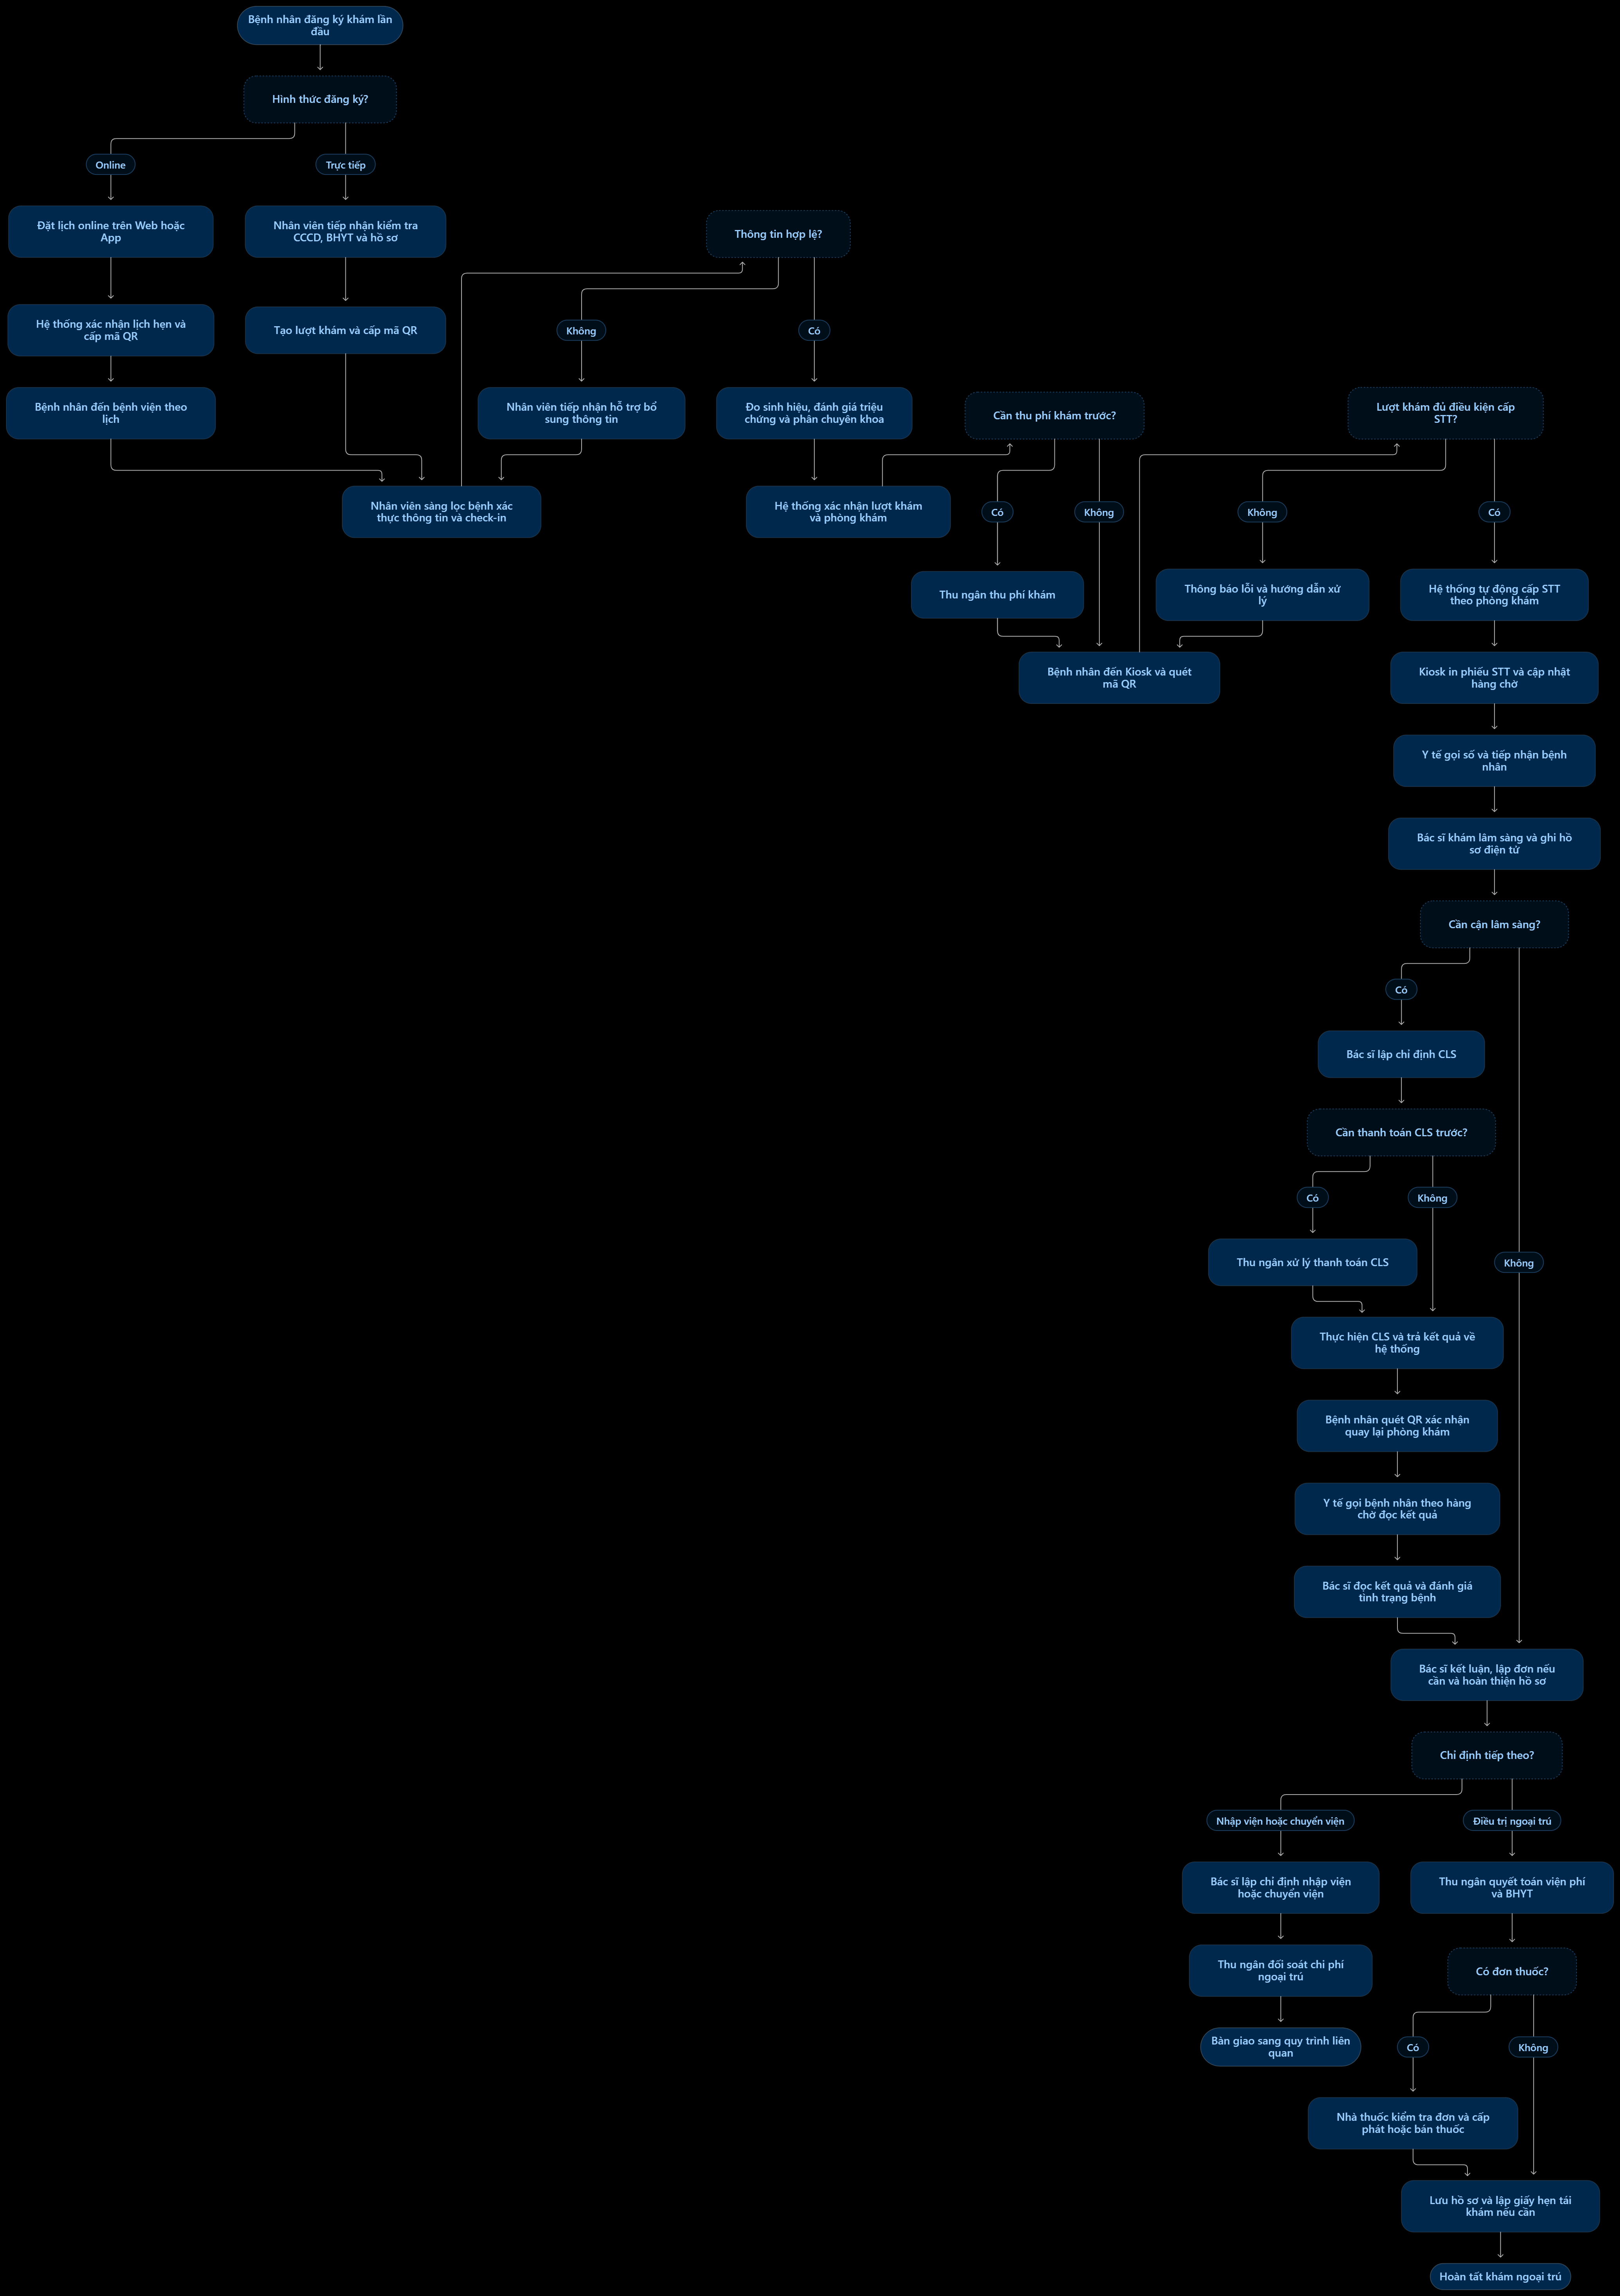 Bệnh nhân đăng ký khám lần
đầu
Hình thức đăng ký?
Online
Trực tiếp
Đặt lịch online trên Web hoặc
App
Nhân viên tiếp nhận kiểm tra
CCCD, BHYT và hồ sơ
Thông tin hợp lệ?
Hệ thống xác nhận lịch hẹn và
cấp mã QR
Tạo lượt khám và cấp mã QR
Không
Có
Bệnh nhân đến bệnh viện theo
lịch
Nhân viên tiếp nhận hỗ trợ bổ
sung thông tin
Đo sinh hiệu, đánh giá triệu
chứng và phân chuyên khoa
Cần thu phí khám trước?
Lượt khám đủ điều kiện cấp
STT?
Nhân viên sàng lọc bệnh xác
thực thông tin và check-in
Hệ thống xác nhận lượt khám
và phòng khám
Có
Không
Không
Có
Thu ngân thu phí khám
Thông báo lỗi và hướng dẫn xử
lý
Hệ thống tự động cấp STT
theo phòng khám
Bệnh nhân đến Kiosk và quét
mã QR
Kiosk in phiếu STT và cập nhật
hàng chờ
Y tế gọi số và tiếp nhận bệnh
nhân
Bác sĩ khám lâm sàng và ghi hồ
sơ điện tử
Cần cận lâm sàng?
Có
Bác sĩ lập chỉ định CLS
Cần thanh toán CLS trước?
Có
Không
Thu ngân xử lý thanh toán CLS
Không
Thực hiện CLS và trả kết quả về
hệ thống
Bệnh nhân quét QR xác nhận
quay lại phòng khám
Y tế gọi bệnh nhân theo hàng
chờ đọc kết quả
Bác sĩ đọc kết quả và đánh giá
tình trạng bệnh
Bác sĩ kết luận, lập đơn nếu
cần và hoàn thiện hồ sơ
Chỉ định tiếp theo?
Nhập viện hoặc chuyển viện
Điều trị ngoại trú
Bác sĩ lập chỉ định nhập viện
hoặc chuyển viện
Thu ngân quyết toán viện phí
và BHYT
Thu ngân đối soát chi phí
ngoại trú
Có đơn thuốc?
Bàn giao sang quy trình liên
quan
Có
Không
Nhà thuốc kiểm tra đơn và cấp
phát hoặc bán thuốc
Lưu hồ sơ và lập giấy hẹn tái
khám nếu cần
Hoàn tất khám ngoại trú